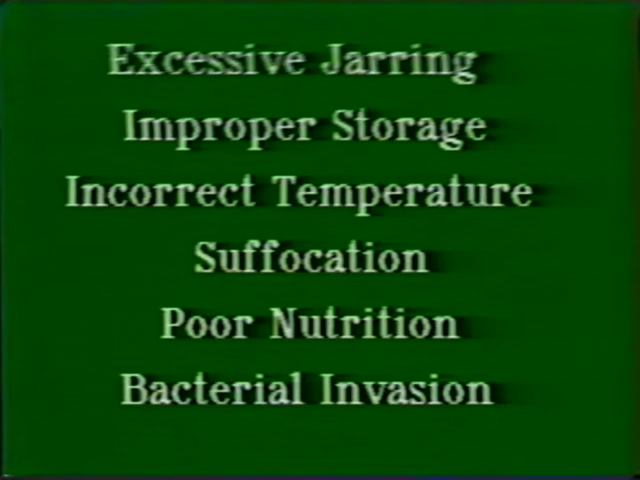 Excessive Jarring
Improper Storage
Incorrect Temperature
Suffocation
Poor Nutrition
Bacterial Invasion